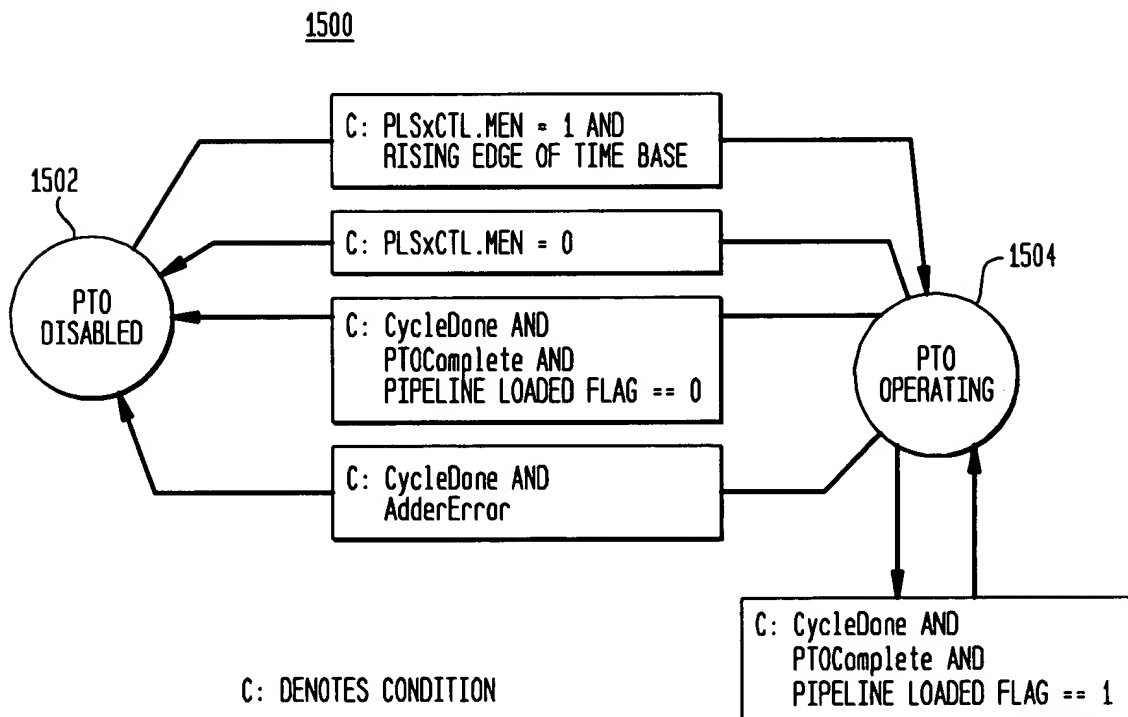 1500
C: PLSxCTL.MEN = 1 AND
RISING EDGE OF TIME BASE
1502
C: PLSxCTL.MEN = 0
1504
PTO
DISABLED
C: CycleDone AND
PTOComplete AND
PIPELINE LOADED FLAG == 0
PTO
OPERATING
C: CycleDone AND
AdderError
C: CycleDone AND
PTOComplete AND
PIPELINE LOADED FLAG == 1
C: DENOTES CONDITION